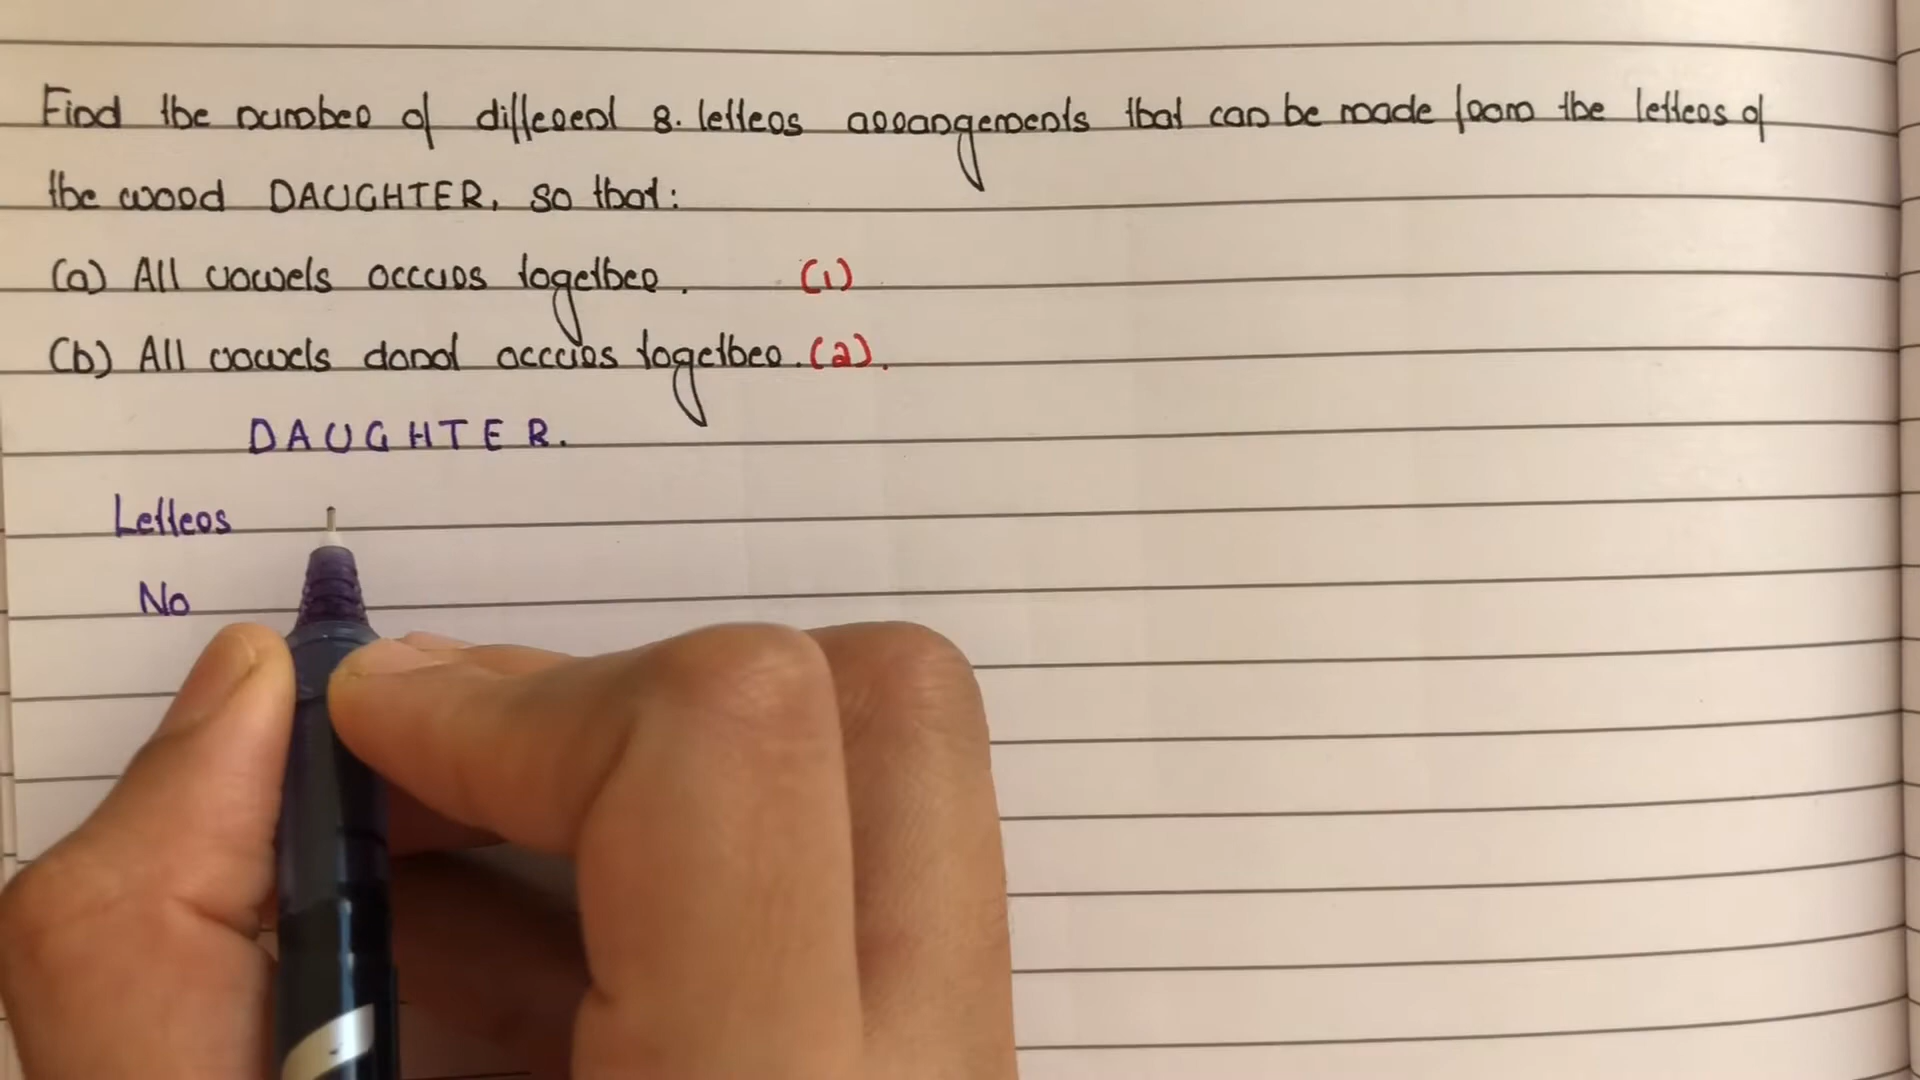 Find the number of different 8. letters arrangements that can be made from the letters of
the word DAUGHTER, so that:
(a) All vowels occurs together. (1)
(b) All vowels donot occurs together. (2).
DAUGHTER.
Letters
No